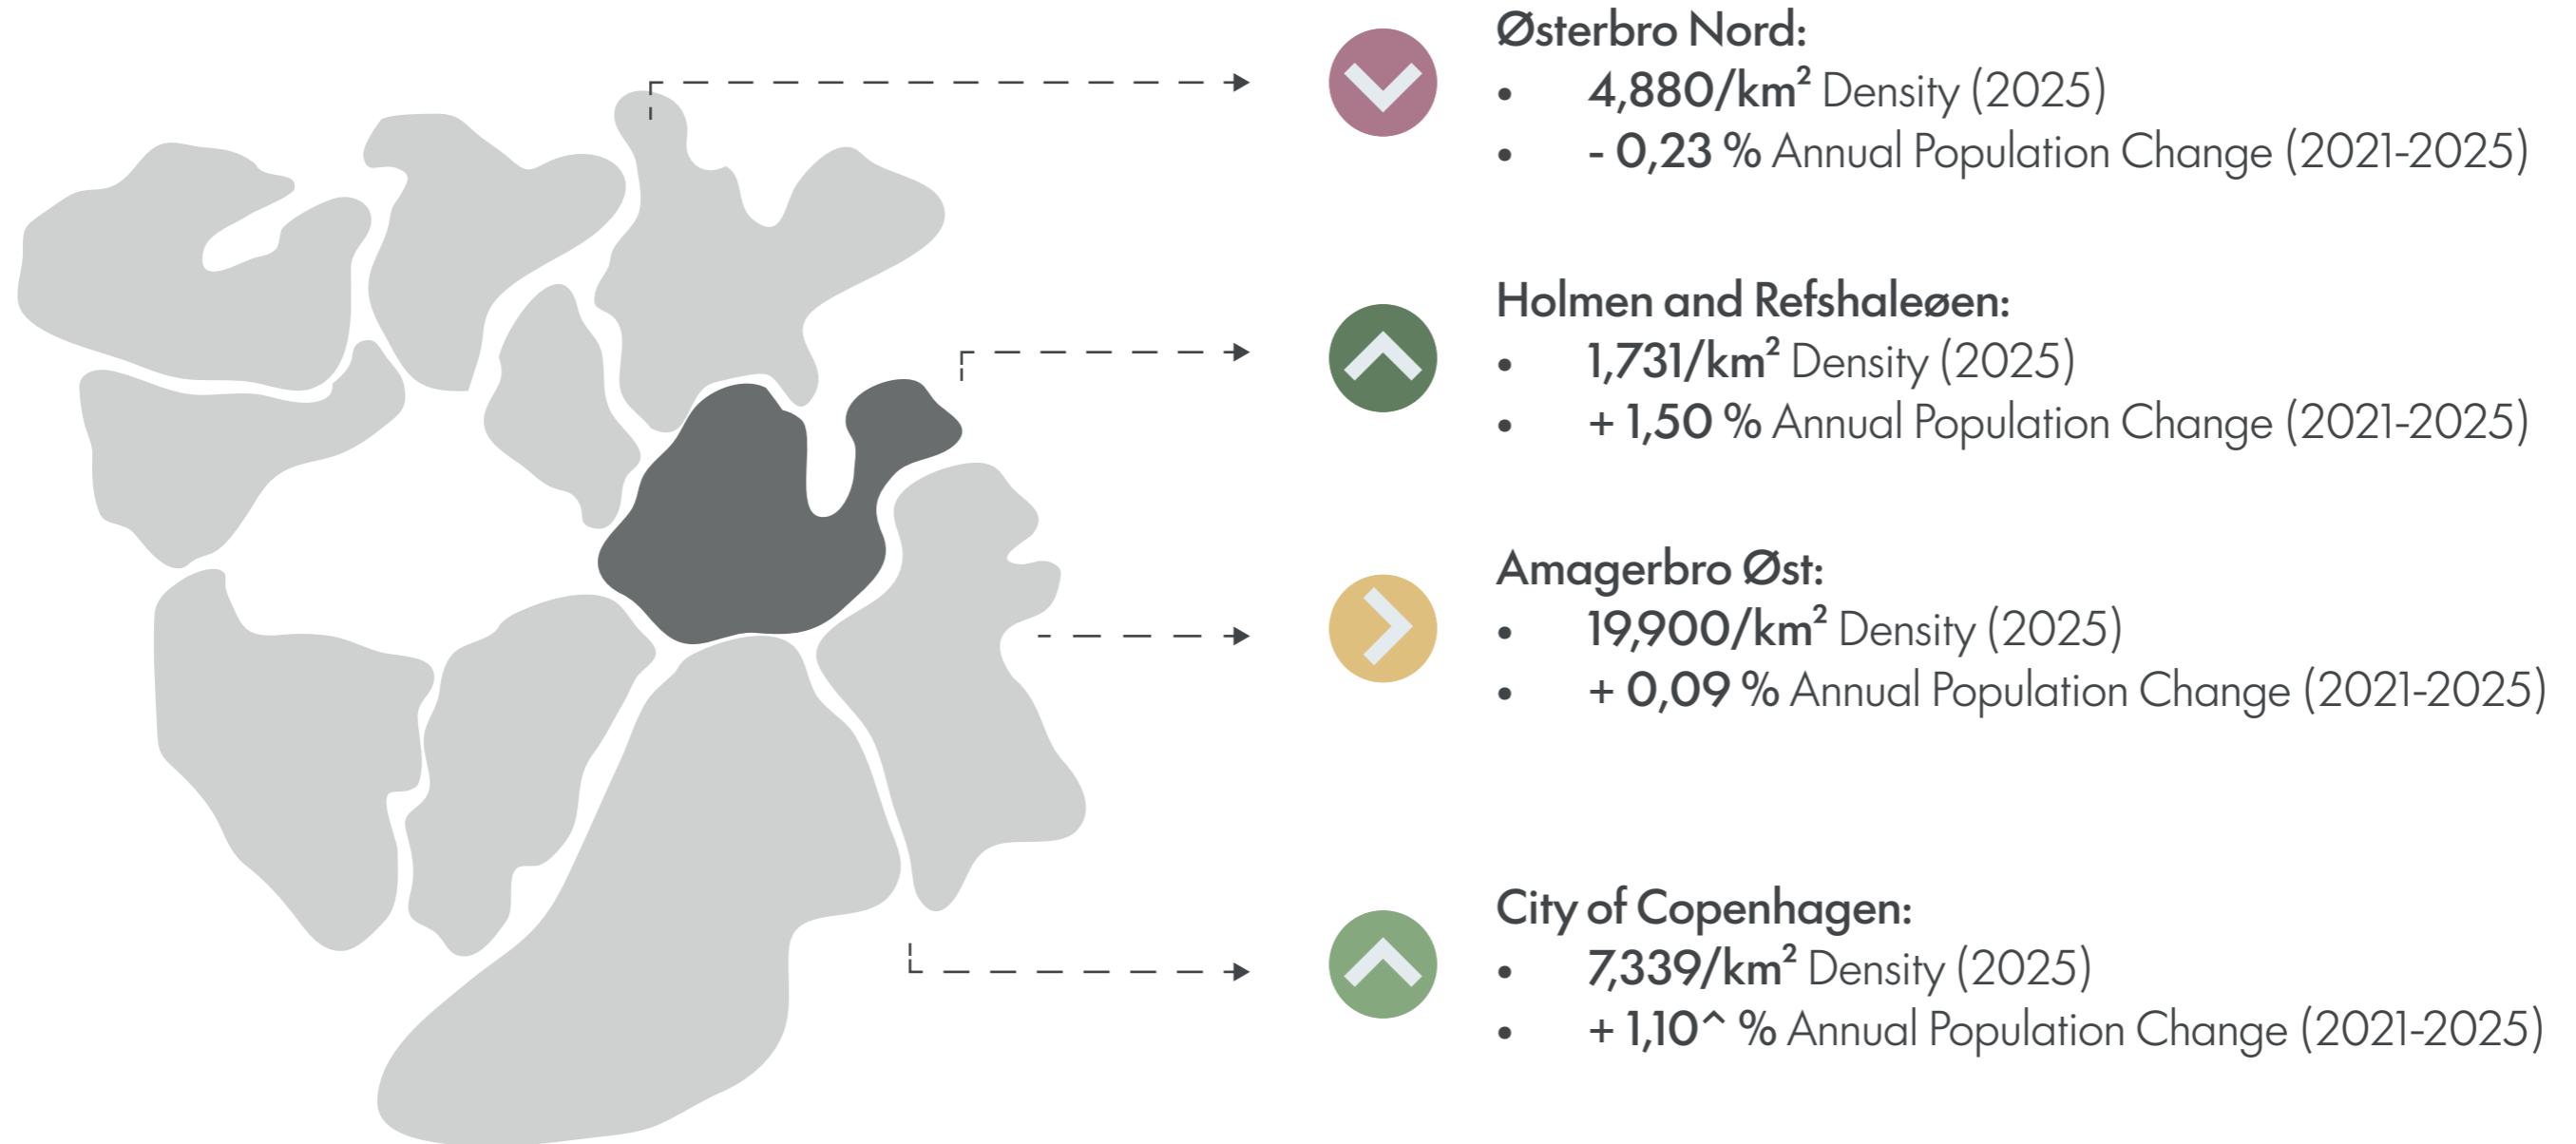 Østerbro Nord:
• 4,880/km² Density (2025)
• - 0,23 % Annual Population Change (2021-2025)
Holmen and Refshaleøen:
• 1,731/km² Density (2025)
• + 1,50 % Annual Population Change (2021-2025)
Amagerbro Øst:
• 19,900/km² Density (2025)
• + 0,09 % Annual Population Change (2021-2025)
City of Copenhagen:
• 7,339/km² Density (2025)
• + 1,10^ % Annual Population Change (2021-2025)